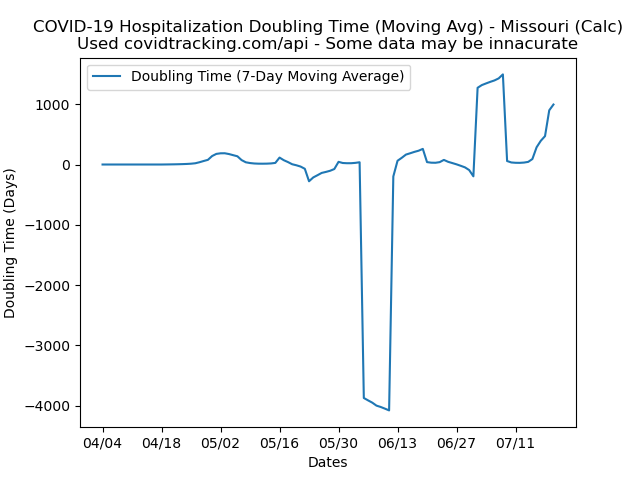 COVID-19 Hospitalization Doubling Time (Moving Avg) - Missouri (Calc)
Used covidtracking.com/api - Some data may be innacurate
Doubling Time (7-Day Moving Average)
Doubling Time (Days)
1000
0
−1000
−2000
−3000
−4000
04/04 04/18 05/02 05/16 05/30 06/13 06/27 07/11
Dates